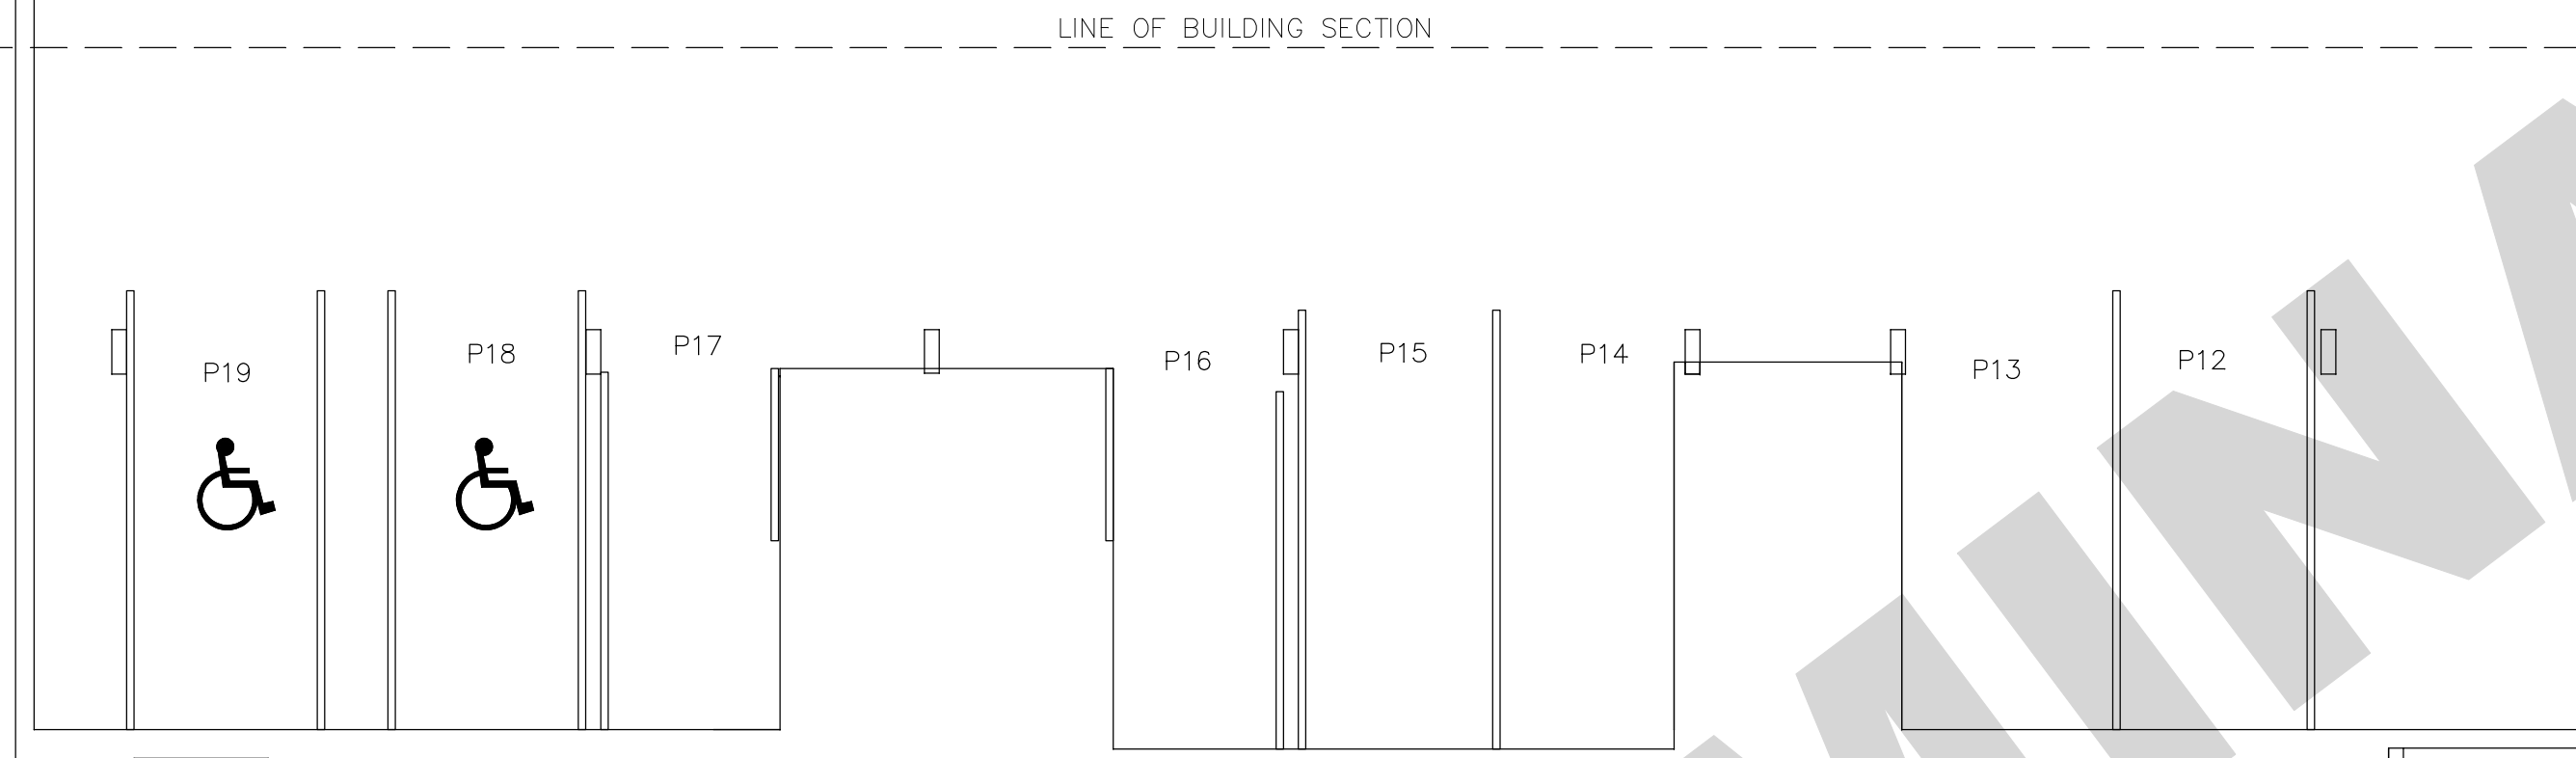 LINE OF BUILDING SECTION
P19
P18
P17
P16
P15
P14
P13
P12